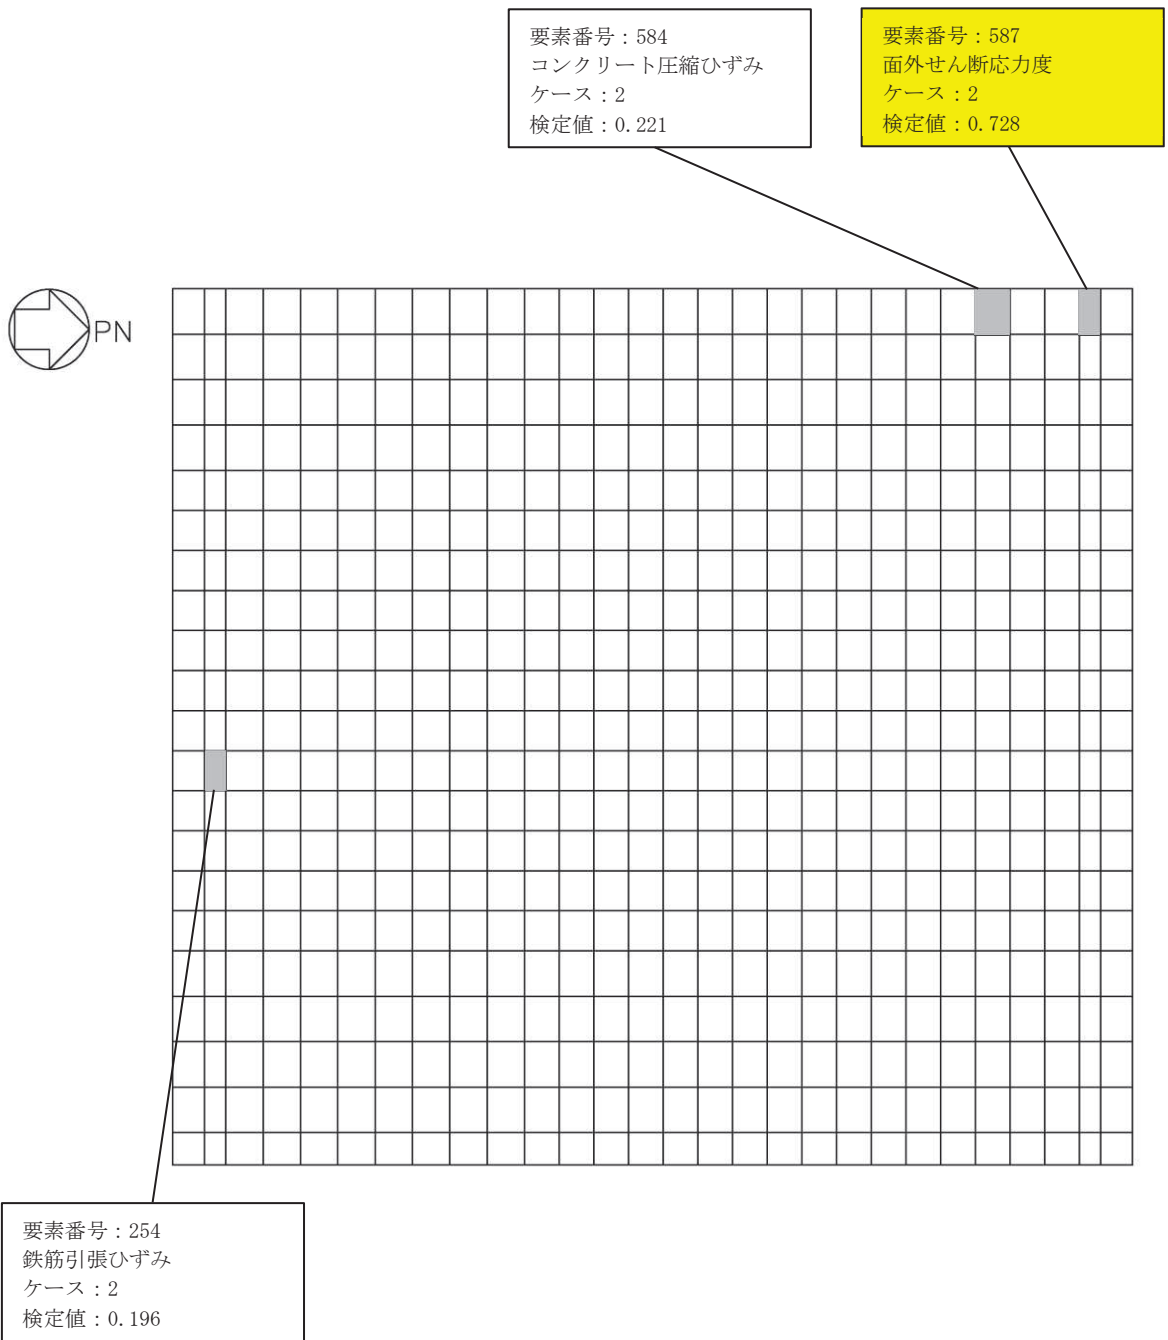 要素番号：584
コンクリート圧縮ひずみ
ケース：2
検定値：0.221
要素番号：587
面外せん断応力度
ケース：2
検定値：0.728
PN
要素番号：254
鉄筋引張ひずみ
ケース：2
検定値：0.196